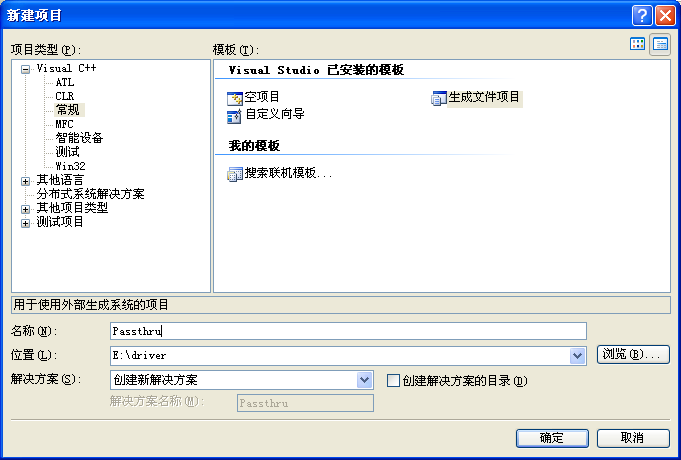 新建项目
项目类型(P):
模板(T):
Visual C++
ATL
CLR
常规
MFC
智能设备
测试
Win32
其他语言
分布式系统解决方案
其他项目类型
测试项目
Visual Studio 已安装的模板
空项目
生成文件项目
自定义向导
我的模板
搜索联机模板...
用于使用外部生成系统的项目
名称(N):
Passthru
位置(L):
E:\driver
浏览(B)...
解决方案(S):
创建新解决方案
创建解决方案的目录(D)
解决方案名称(M):
Passthru
确定
取消